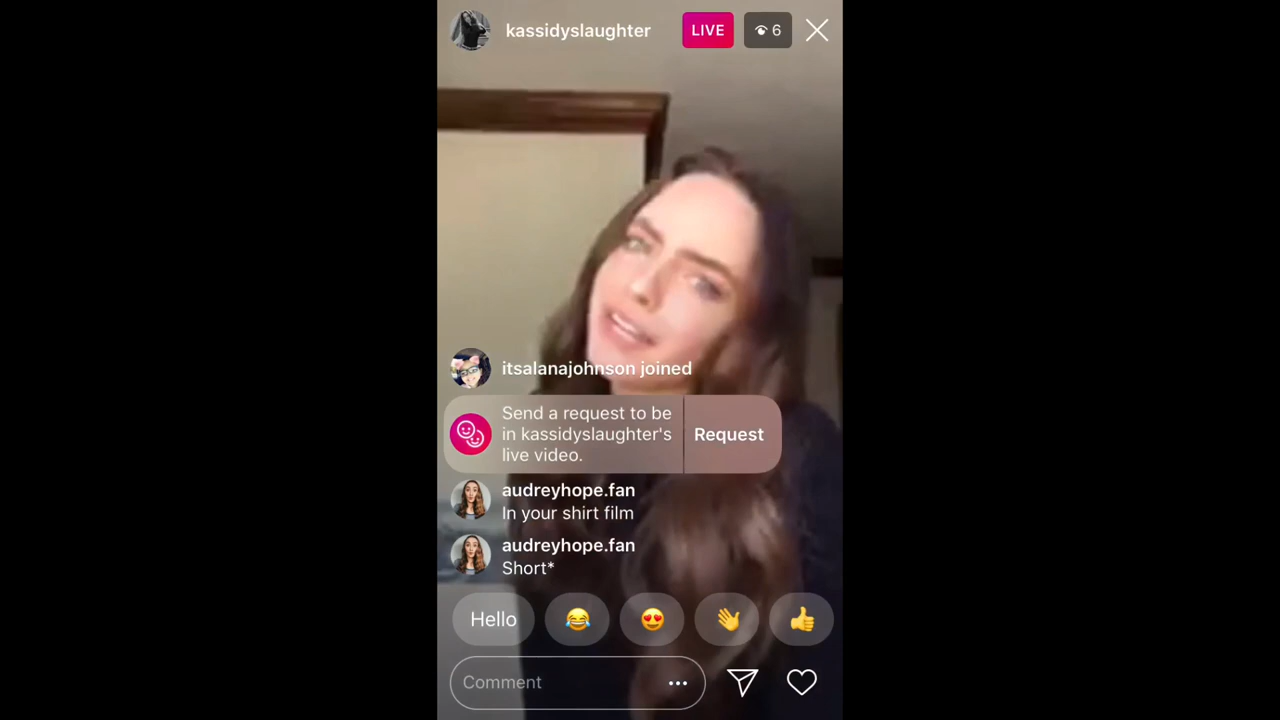 kassidyslaughter
LIVE
6
itsalanajohnson joined
Send a request to be
in kassidyslaughter's
live video.
Request
audreyhope.fan
In your shirt film
audreyhope.fan
Short*
Hello 😂 😍 👋 👍
Comment